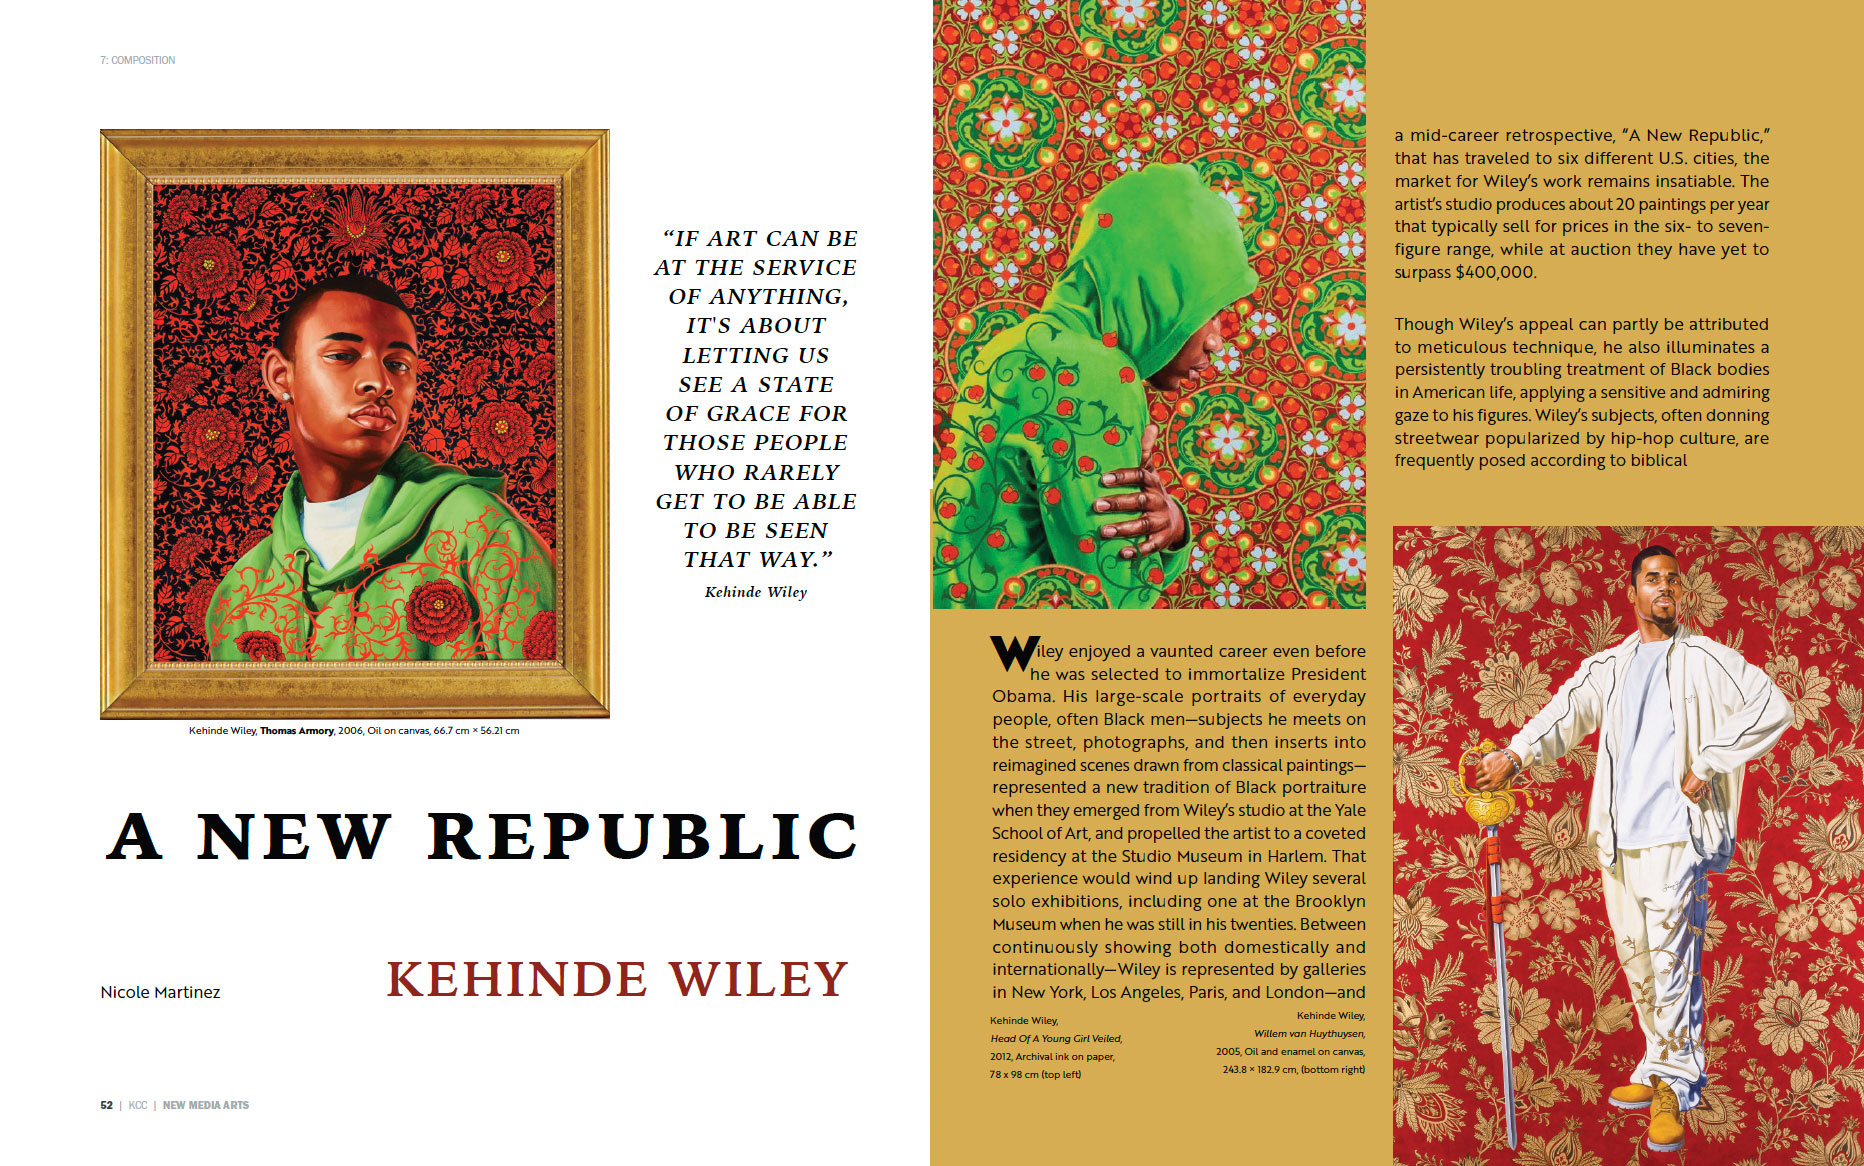 7: COMPOSITION
“IF ART CAN BE
AT THE SERVICE
OF ANYTHING,
IT'S ABOUT
LETTING US
SEE A STATE
OF GRACE FOR
THOSE PEOPLE
WHO RARELY
GET TO BE ABLE
TO BE SEEN
THAT WAY.”
Kehinde Wiley
Kehinde Wiley, Thomas Armory, 2006, Oil on canvas, 66.7 cm × 56.21 cm
A NEW REPUBLIC
KEHINDE WILEY
Nicole Martinez
52 | KCC | NEW MEDIA ARTS
Wiley enjoyed a vaunted career even before
he was selected to immortalize President
Obama. His large-scale portraits of everyday
people, often Black men—subjects he meets on
the street, photographs, and then inserts into
reimagined scenes drawn from classical paintings—
represented a new tradition of Black portraiture
when they emerged from Wiley’s studio at the Yale
School of Art, and propelled the artist to a coveted
residency at the Studio Museum in Harlem. That
experience would wind up landing Wiley several
solo exhibitions, including one at the Brooklyn
Museum when he was still in his twenties. Between
continuously showing both domestically and
internationally—Wiley is represented by galleries
in New York, Los Angeles, Paris, and London—and
Kehinde Wiley,
Head Of A Young Girl Veiled,
2012, Archival ink on paper,
78 x 98 cm (top left)
Kehinde Wiley,
Willem van Huythuysen,
2005, Oil and enamel on canvas,
243.8 × 182.9 cm, (bottom right)
a mid-career retrospective, “A New Republic,”
that has traveled to six different U.S. cities, the
market for Wiley’s work remains insatiable. The
artist’s studio produces about 20 paintings per year
that typically sell for prices in the six- to seven-
figure range, while at auction they have yet to
surpass $400,000.
Though Wiley’s appeal can partly be attributed
to meticulous technique, he also illuminates a
persistently troubling treatment of Black bodies
in American life, applying a sensitive and admiring
gaze to his figures. Wiley’s subjects, often donning
streetwear popularized by hip-hop culture, are
frequently posed according to biblical